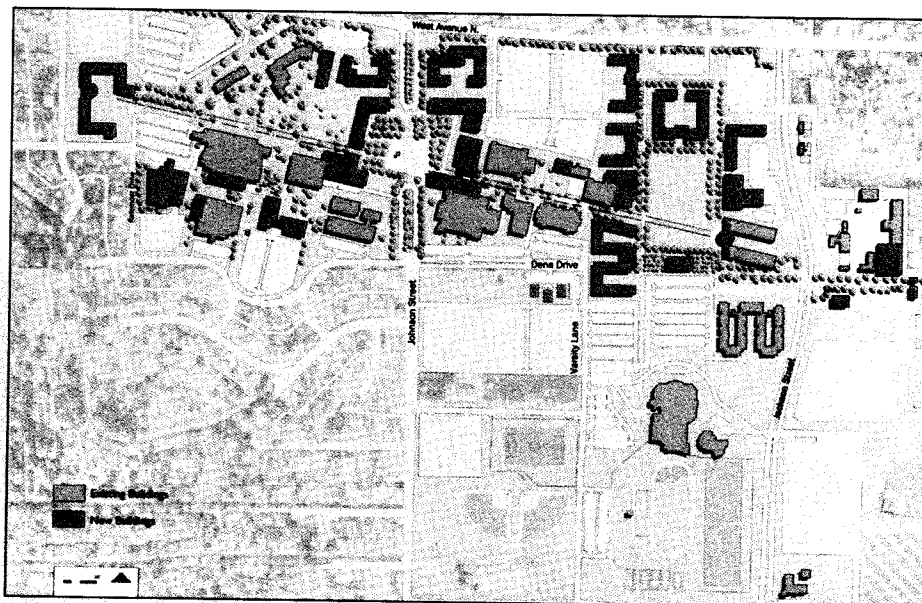 West Avenue N.
Dena Drive
Johnson Street
Varsity Lane
Existing Buildings
New Buildings